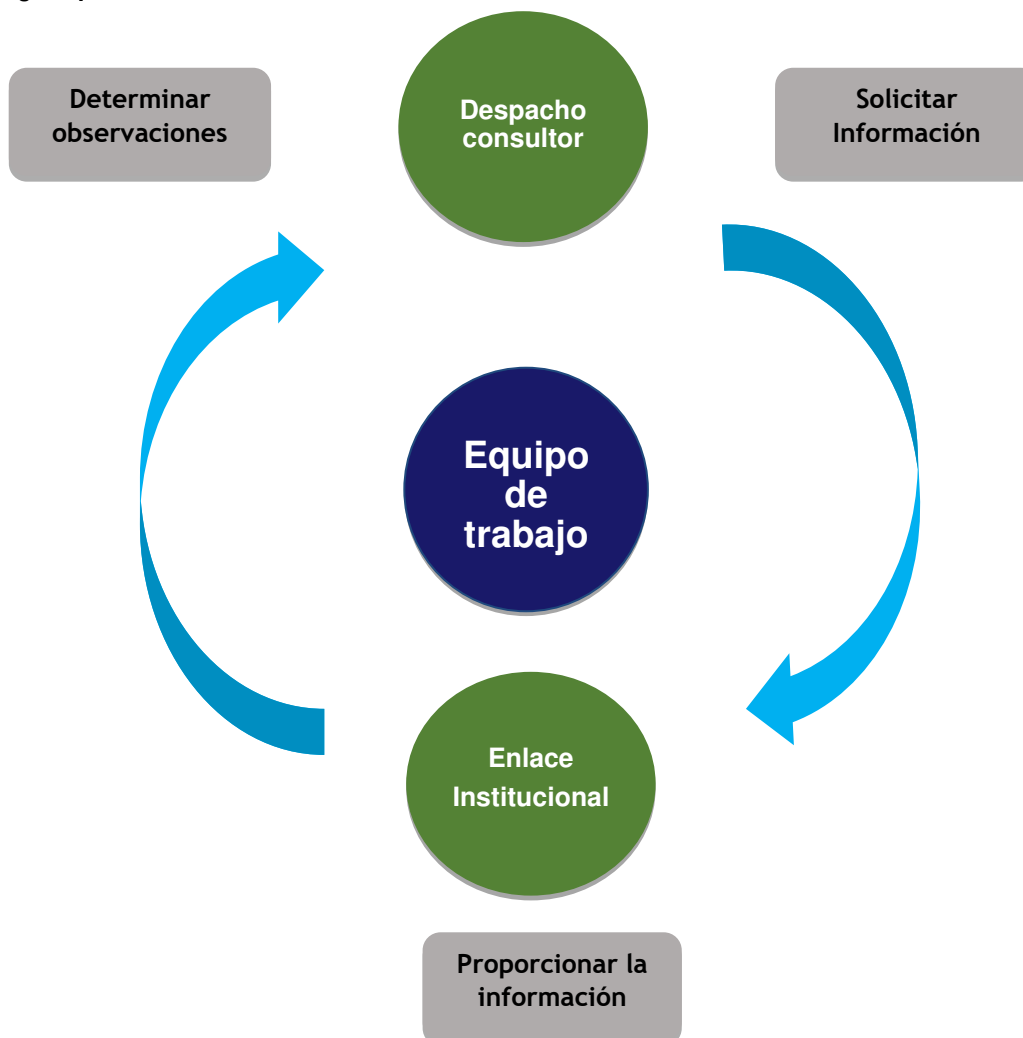 Despacho
consultor
Determinar
observaciones
Solicitar
Información
Equipo
de
trabajo
Enlace
Institucional
Proporcionar la
información